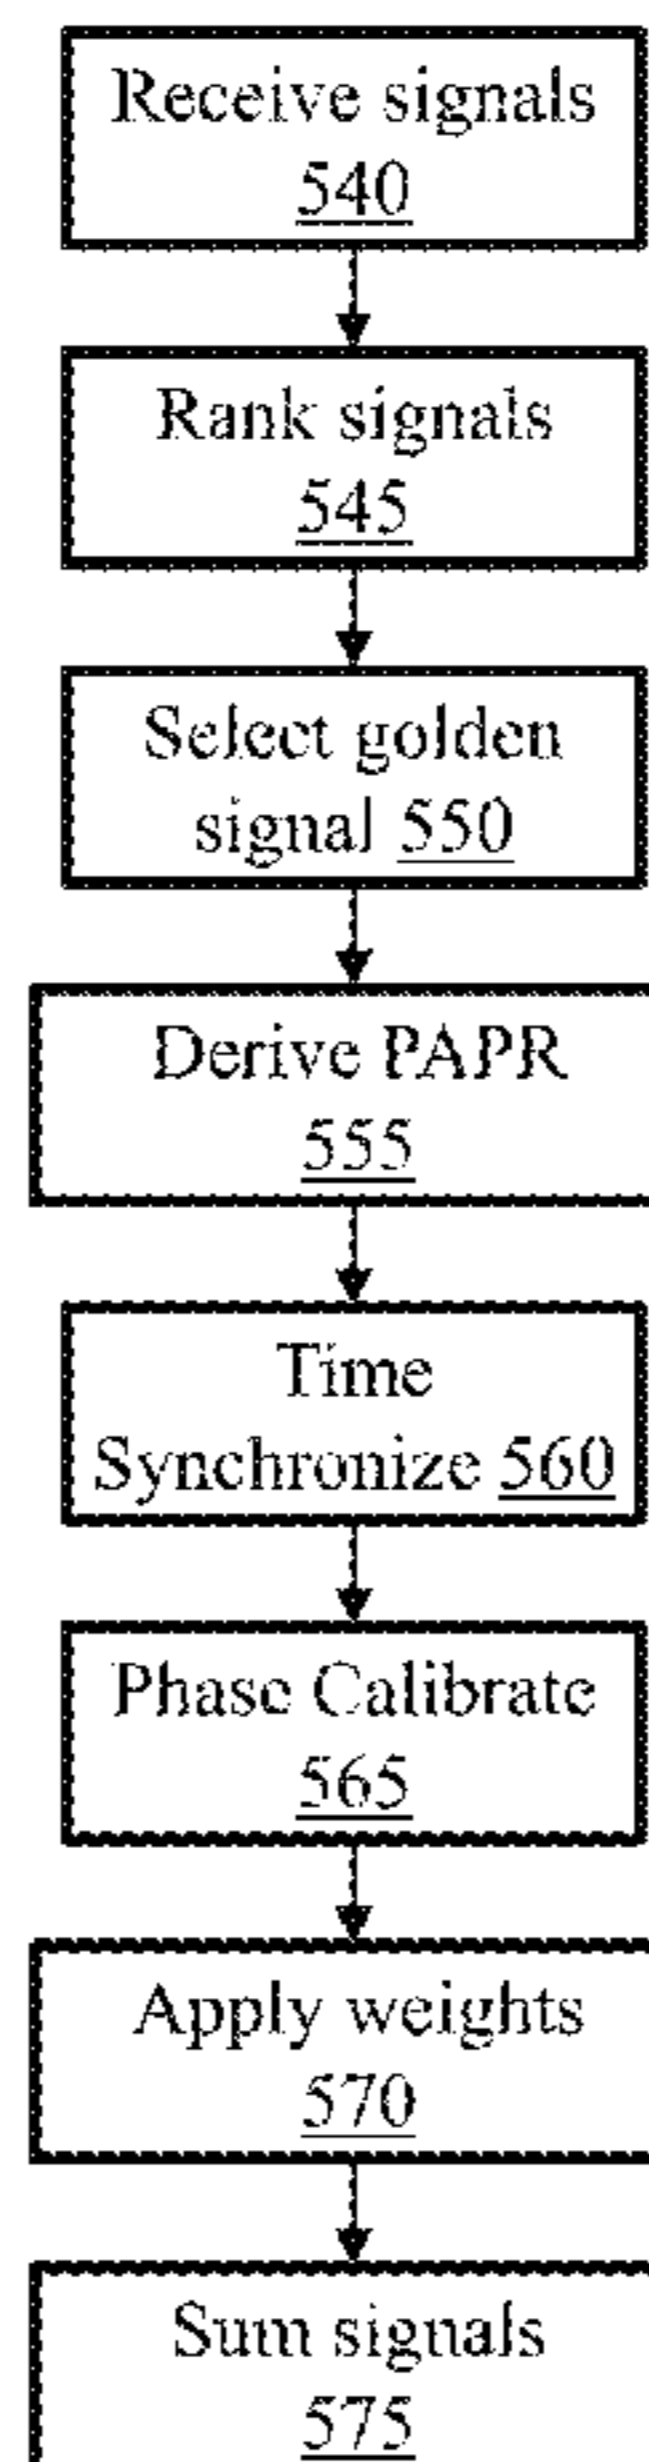 Receive signals
540
Rank signals
545
Select golden
signal 550
Derive PAPR
555
Time
Synchronize 560
Phase Calibrate
565
Apply weights
570
Sum signals
575